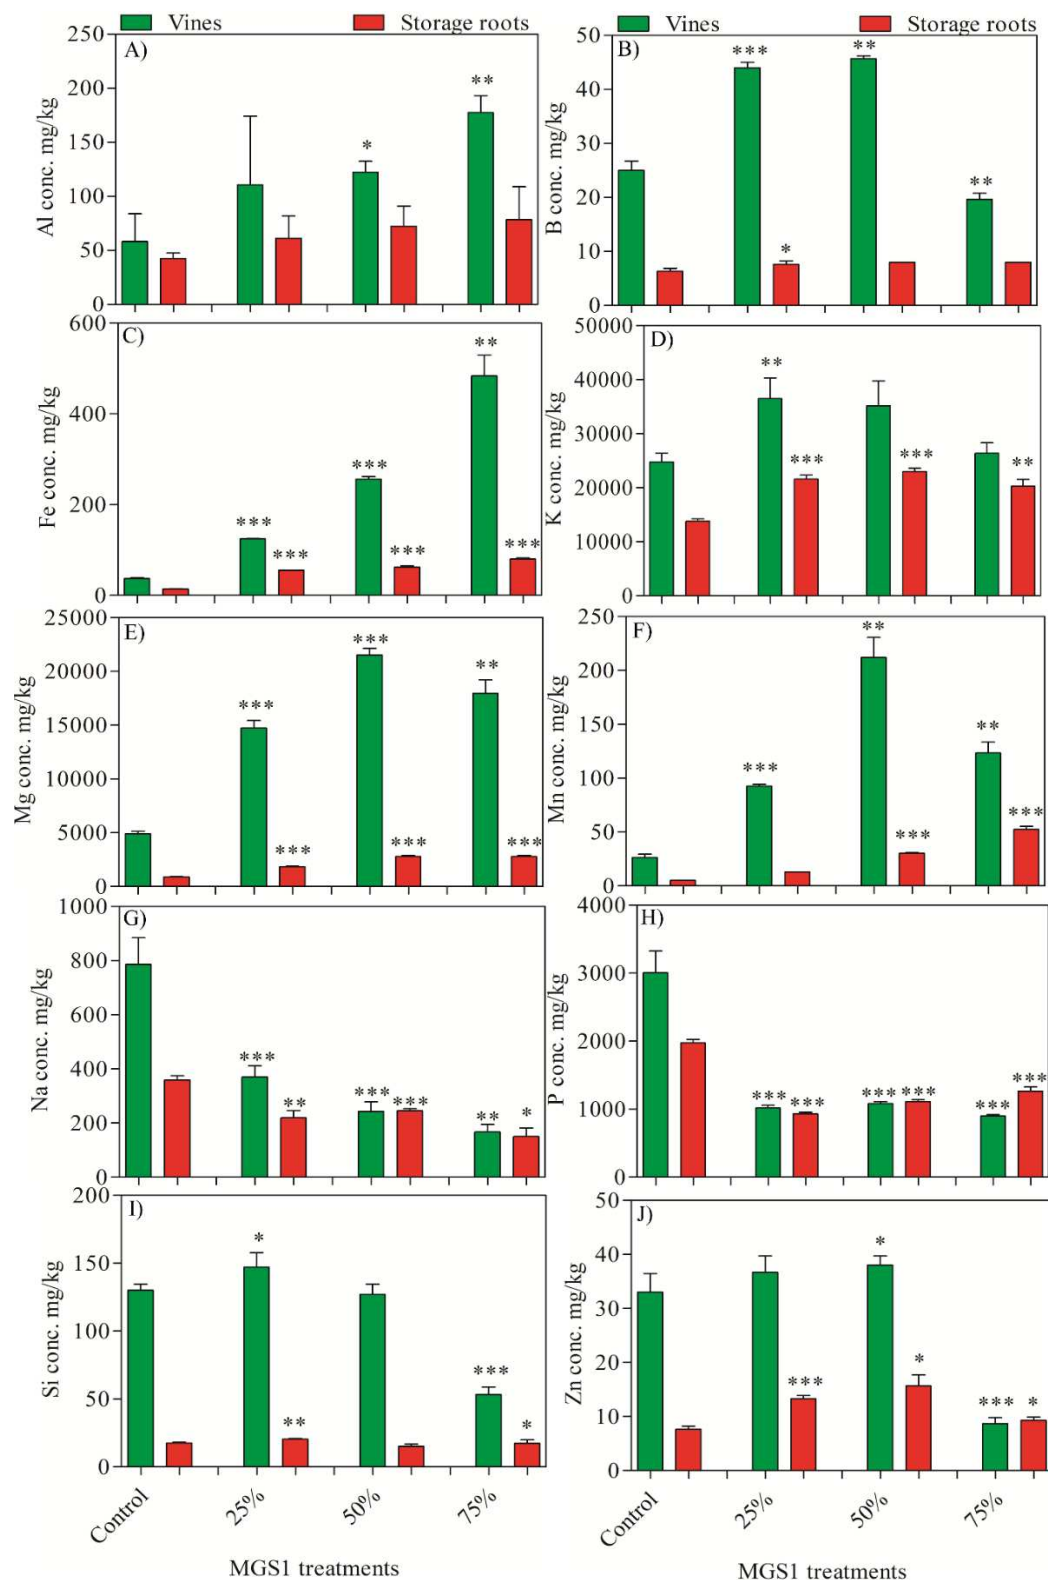 Vines Storage roots Vines Storage roots
A)
Al conc. mg/kg
250
200
150
100
50
0
* **
B)
B conc. mg/kg
50
40
30
20
10
0
*** * ** **
C)
Fe conc. mg/kg
600
400
200
0
*** *** *** *** ** ***
D)
K conc. mg/kg
50000
40000
30000
20000
10000
0
** *** *** **
E)
Mg conc. mg/kg
25000
20000
15000
10000
5000
0
*** *** *** *** ** ***
F)
Mn conc. mg/kg
250
200
150
100
50
0
*** ** *** ** ***
G)
Na conc. mg/kg
1000
800
600
400
200
0
*** ** *** *** ** *
H)
P conc. mg/kg
4000
3000
2000
1000
0
*** *** *** *** *** ***
I)
Si conc. mg/kg
200
150
100
50
0
* ** *** *
Control 25% 50% 75%
MGS1 treatments
J)
Zn conc. mg/kg
50
40
30
20
10
0
*** * * *** *
Control 25% 50% 75%
MGS1 treatments